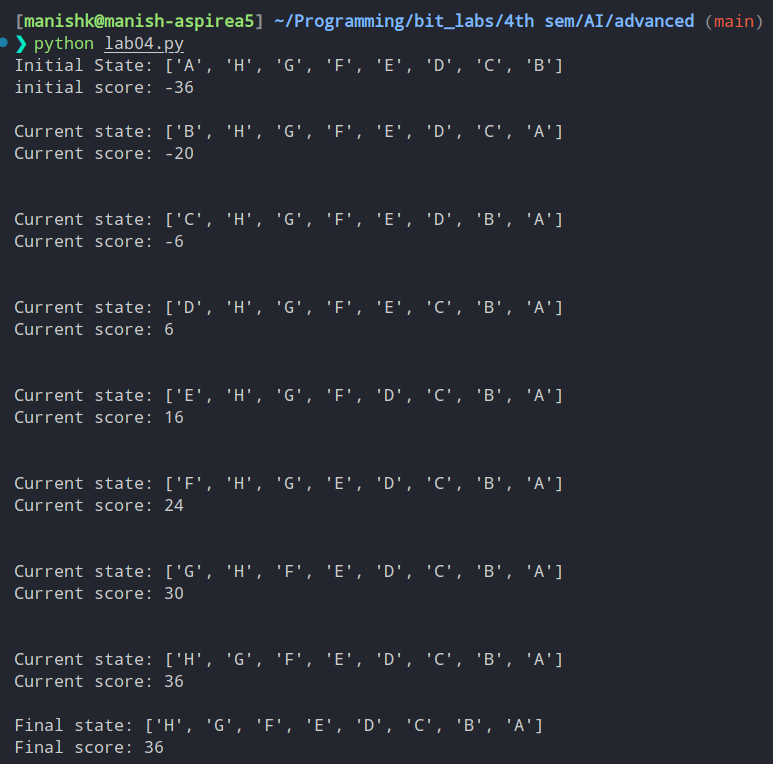 [manishk@manish-aspirea5] ~/Programming/bit_labs/4th sem/AI/advanced (main)
❯ python lab04.py
Initial State: ['A', 'H', 'G', 'F', 'E', 'D', 'C', 'B']
initial score: -36
Current state: ['B', 'H', 'G', 'F', 'E', 'D', 'C', 'A']
Current score: -20
Current state: ['C', 'H', 'G', 'F', 'E', 'D', 'B', 'A']
Current score: -6
Current state: ['D', 'H', 'G', 'F', 'E', 'C', 'B', 'A']
Current score: 6
Current state: ['E', 'H', 'G', 'F', 'D', 'C', 'B', 'A']
Current score: 16
Current state: ['F', 'H', 'G', 'E', 'D', 'C', 'B', 'A']
Current score: 24
Current state: ['G', 'H', 'F', 'E', 'D', 'C', 'B', 'A']
Current score: 30
Current state: ['H', 'G', 'F', 'E', 'D', 'C', 'B', 'A']
Current score: 36
Final state: ['H', 'G', 'F', 'E', 'D', 'C', 'B', 'A']
Final score: 36